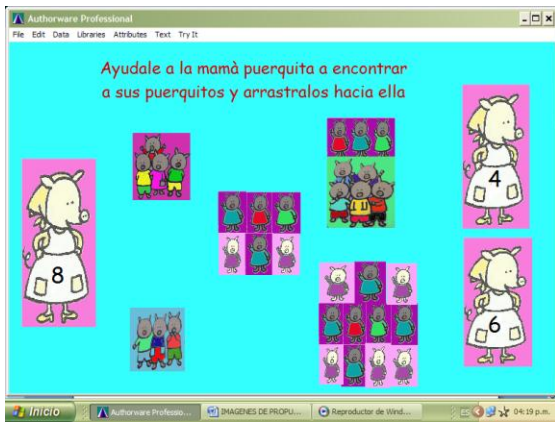 Authorware Professional
File Edit Data Libraries Attributes Text Try It
Ayudale a la mamà puerquita a encontrar
a sus puerquitos y arrastralos hacia ella
4
8
6
Inicio Authorware Professio... IMAGENES DE PROPU... Reproductor de Wind... 04:19 p.m.